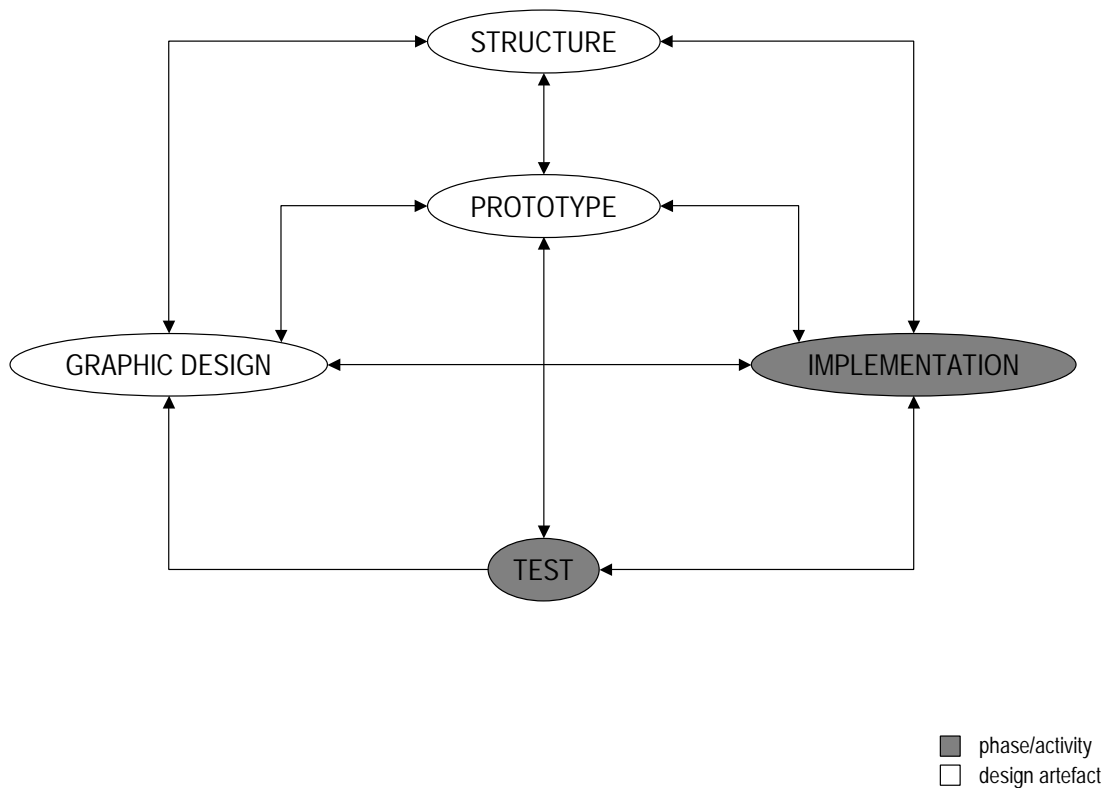 STRUCTURE
PROTOTYPE
GRAPHIC DESIGN
IMPLEMENTATION
TEST
phase/activity
design artefact